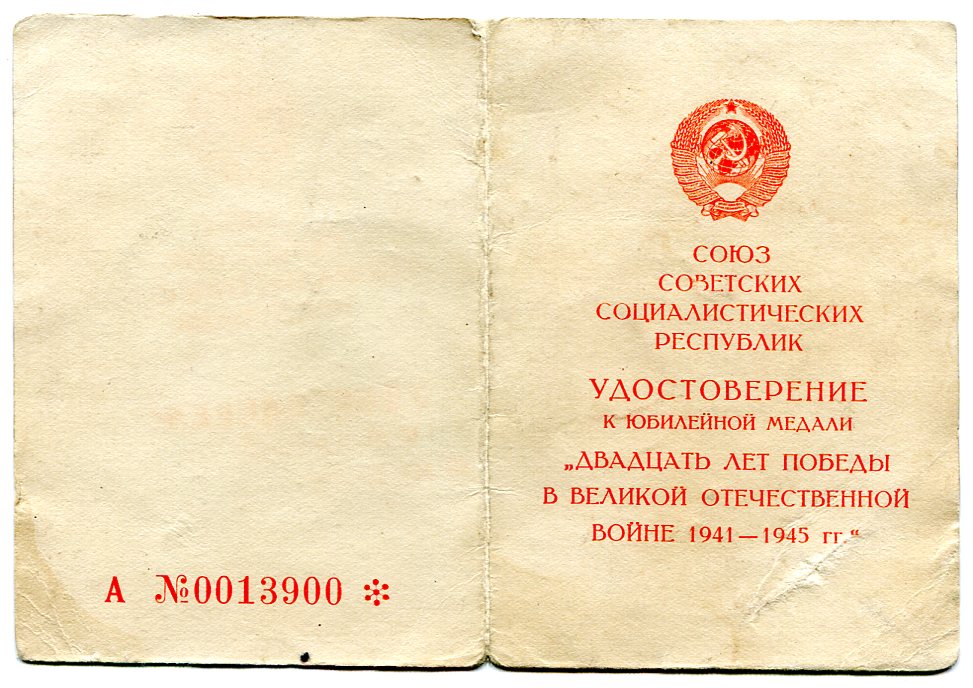 А №0013900
СОЮЗ
СОВЕТСКИХ
СОЦИАЛИСТИЧЕСКИХ
РЕСПУБЛИК
УДОСТОВЕРЕНИЕ
К ЮБИЛЕЙНОЙ МЕДАЛИ
„ДВАДЦАТЬ ЛЕТ ПОБЕДЫ
В ВЕЛИКОЙ ОТЕЧЕСТВЕННОЙ
ВОЙНЕ 1941—1945 гг.“